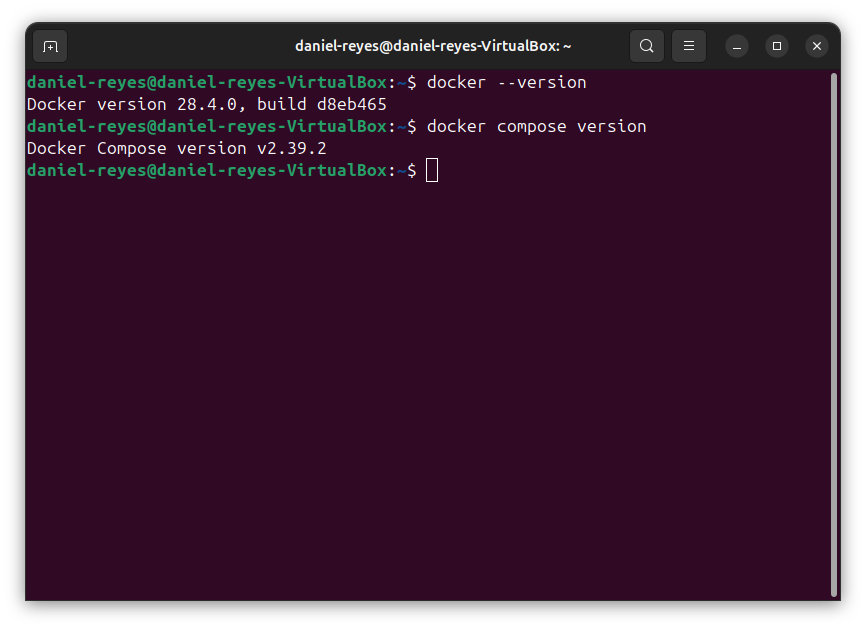 daniel-reyes@daniel-reyes-VirtualBox: ~
daniel-reyes@daniel-reyes-VirtualBox:~$ docker --version
Docker version 28.4.0, build d8eb465
daniel-reyes@daniel-reyes-VirtualBox:~$ docker compose version
Docker Compose version v2.39.2
daniel-reyes@daniel-reyes-VirtualBox:~$